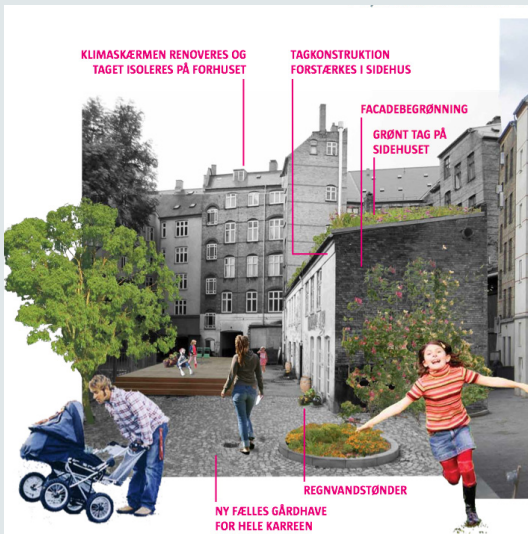 KLIMASKÆRMEN RENOVERES OG
TAGET ISOLERES PÅ FORHUSET
TAGKONSTRUKTION
FORSTÆRKES I SIDEHUS
FACADEBEGRØNNING
GRØNT TAG PÅ
SIDEHUSET
REGNVANDSTØNDER
NY FÆLLES GÅRDHAVE
FOR HELE KARREEN